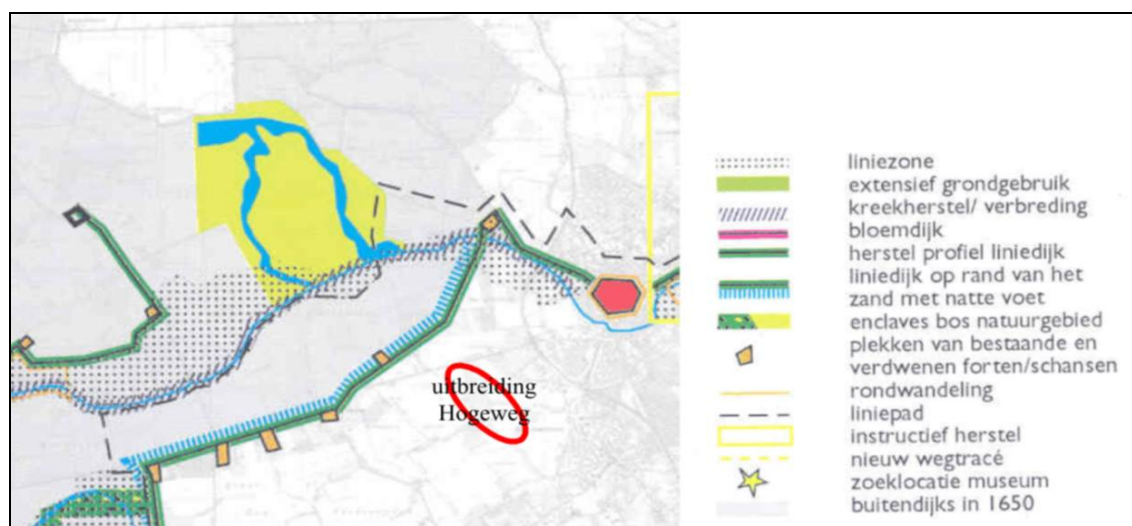 uitbreiding
Hogeweg
liniezone
extensief grondgebruik
kreekherstel/ verbreding
bloemdijk
herstel profiel liniedijk
liniedijk op rand van het
zand met natte voet
enclaves bos natuurgebied
plekken van bestaande en
verdwenen forten/schansen
rondwandeling
liniepad
instructief herstel
nieuw wegtracé
zoeklocatie museum
buitendijks in 1650